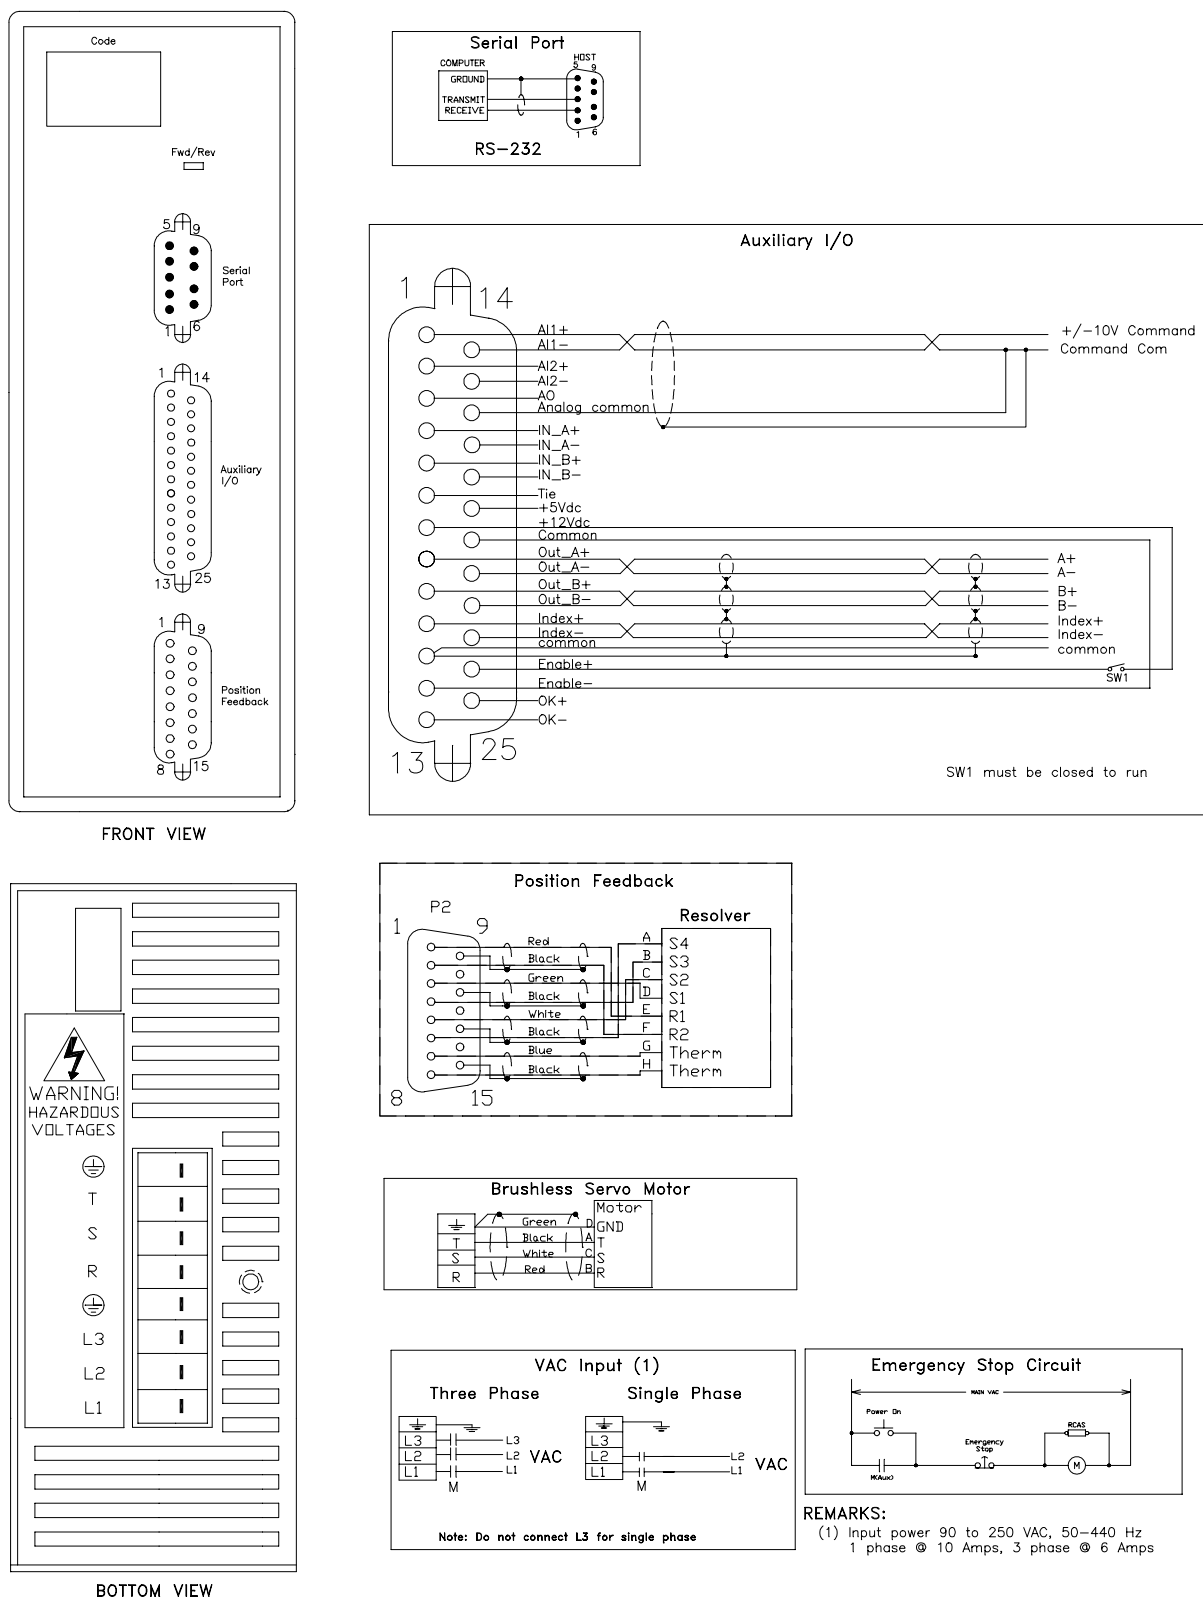 Code
Fwd/Rev
5
9
Serial
Port
1
6
1
14
Auxiliary
I/O
13
25
1
9
Position
Feedback
8
15
FRONT VIEW
Serial Port
COMPUTER
HOST
5
9
GROUND
TRANSMIT
RECEIVE
1
6
RS-232
Auxiliary I/O
1
14
AI1+
AI1-
AI2+
AI2-
AO
Analog common
IN_A+
IN_A-
IN_B+
IN_B-
Tie
+5Vdc
+12Vdc
Common
Out_A+
Out_A-
Out_B+
Out_B-
Index+
Index-
common
Enable+
Enable-
OK+
OK-
13
25
+/-10V Command
Command Com
A+
A-
B+
B-
Index+
Index-
common
SW1
SW1 must be closed to run
Position Feedback
P2
1
9
8
15
Red
Black
Green
Black
White
Black
Blue
Black
Resolver
A S4
B S3
C S2
D S1
E R1
F R2
G Therm
H Therm
WARNING!
HAZARDOUS
VOLTAGES
T
S
R
L3
L2
L1
BOTTOM VIEW
Brushless Servo Motor
Motor
Green D GND
T Black A T
S White C S
R Red B R
VAC Input (1)
Three Phase
L3 L3
L2 L2 VAC
L1 L1
M
Single Phase
L3
L2 L2
L1 L1 VAC
M
Note: Do not connect L3 for single phase
Emergency Stop Circuit
MAIN VAC
Power On
RCAS
Emergency
Stop
M(Aux)
M
REMARKS:
(1) Input power 90 to 250 VAC, 50-440 Hz
1 phase @ 10 Amps, 3 phase @ 6 Amps